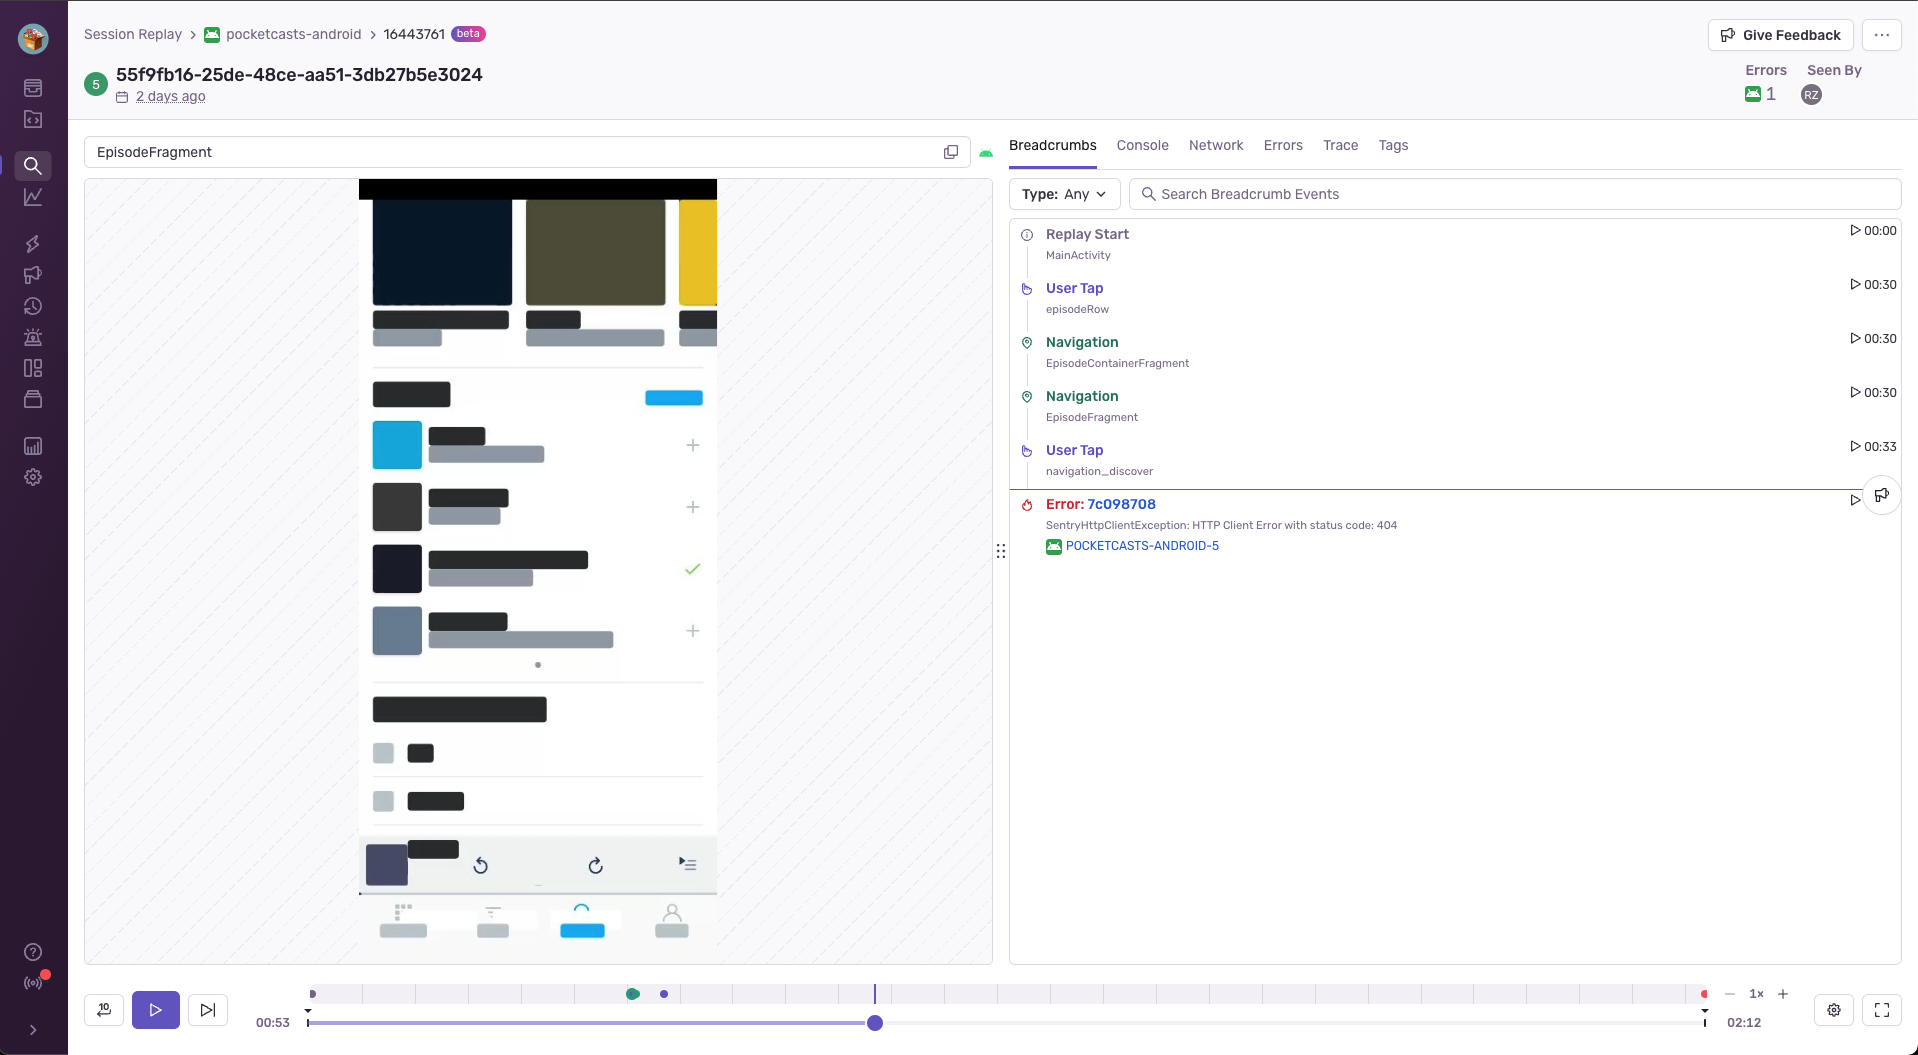 Session Replay > pocketcasts-android > 16443761 beta
Give Feedback
5
55f9fb16-25de-48ce-aa51-3db27b5e3024
2 days ago
Errors
1
Seen By
RZ
EpisodeFragment
Breadcrumbs Console Network Errors Trace Tags
Type: Any
Search Breadcrumb Events
Replay Start 00:00
MainActivity
User Tap 00:30
episodeRow
Navigation 00:30
EpisodeContainerFragment
Navigation 00:30
EpisodeFragment
User Tap 00:33
navigation_discover
Error: 7c098708
SentryHttpClientException: HTTP Client Error with status code: 404
POCKETCASTS-ANDROID-5
10
00:53
1×
02:12